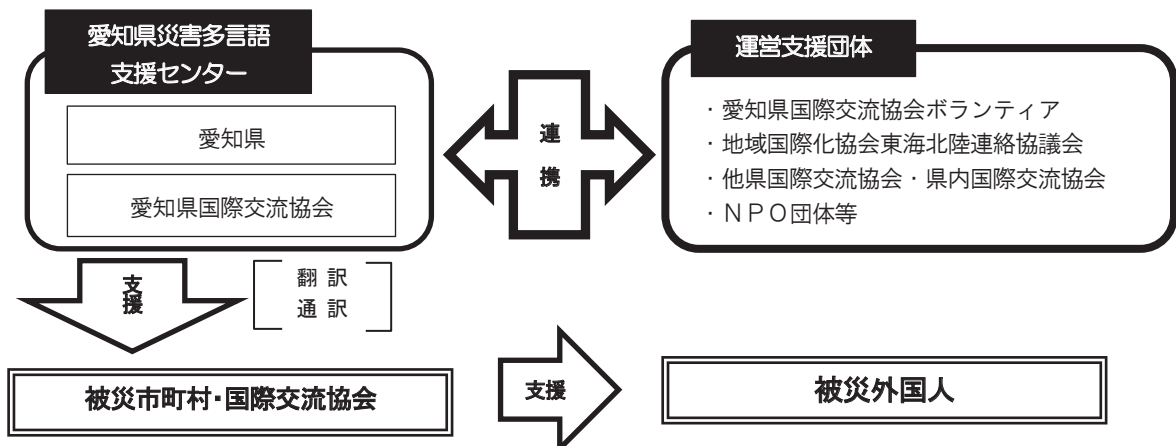 愛知県災害多言語
支援センター
愛知県
愛知県国際交流協会
連携
運営支援団体
・愛知県国際交流協会ボランティア
・地域国際化協会東海北陸連絡協議会
・他県国際交流協会・県内国際交流協会
・ＮＰＯ団体等
支援
翻 訳
通 訳
被災市町村・国際交流協会
支援
被災外国人